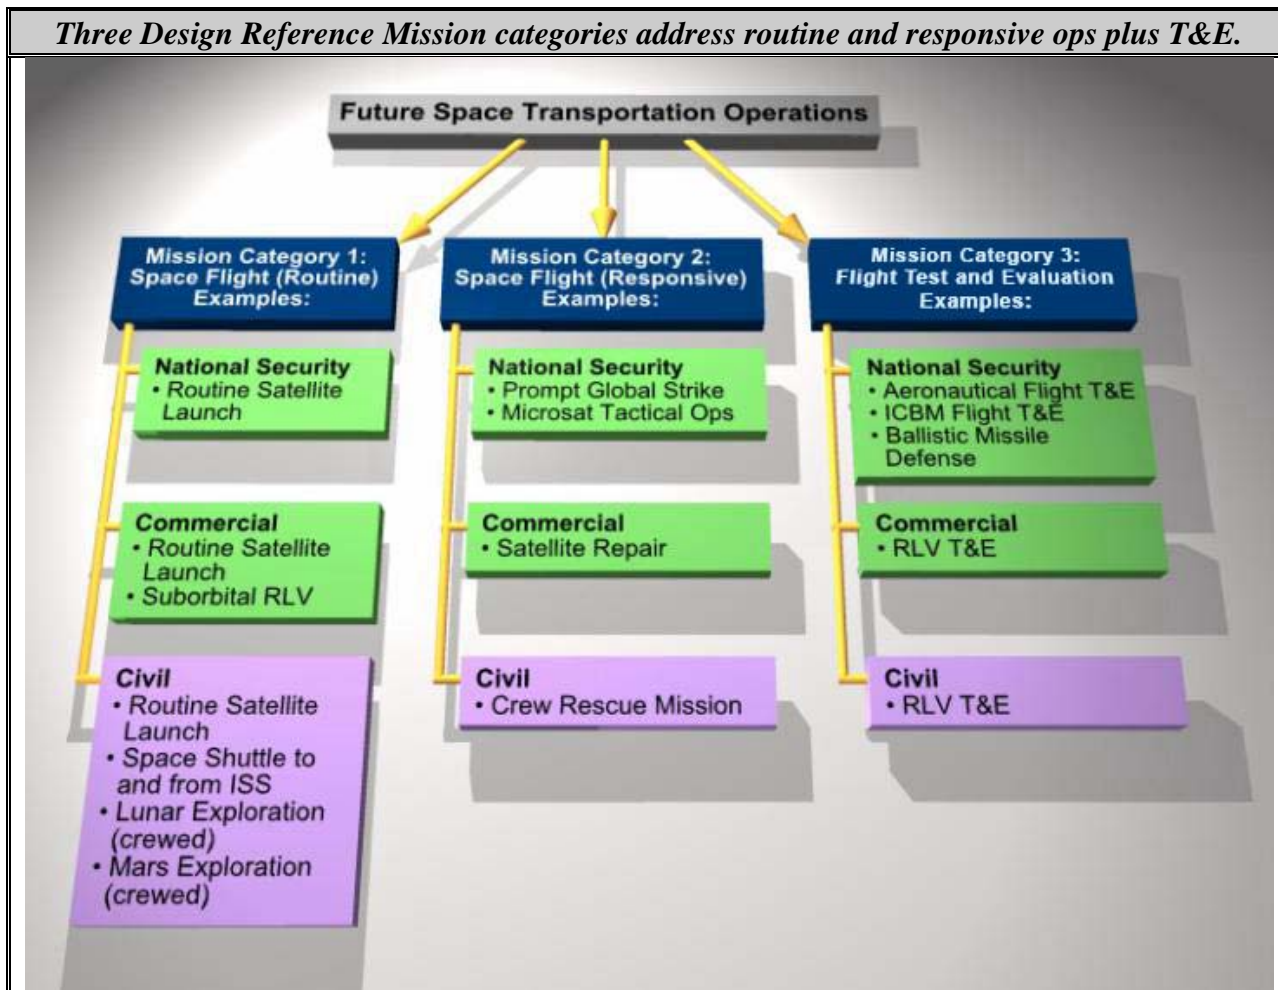 Three Design Reference Mission categories address routine and responsive ops plus T&E.
Future Space Transportation Operations
Mission Category 1:
Space Flight (Routine)
Examples:
National Security
• Routine Satellite
Launch
Commercial
• Routine Satellite
Launch
• Suborbital RLV
Civil
• Routine Satellite
Launch
• Space Shuttle to
and from ISS
• Lunar Exploration
(crewed)
• Mars Exploration
(crewed)
Mission Category 2:
Space Flight (Responsive)
Examples:
National Security
• Prompt Global Strike
• Microsat Tactical Ops
Commercial
• Satellite Repair
Civil
• Crew Rescue Mission
Mission Category 3:
Flight Test and Evaluation
Examples:
National Security
• Aeronautical Flight T&E
• ICBM Flight T&E
• Ballistic Missile
Defense
Commercial
• RLV T&E
Civil
• RLV T&E